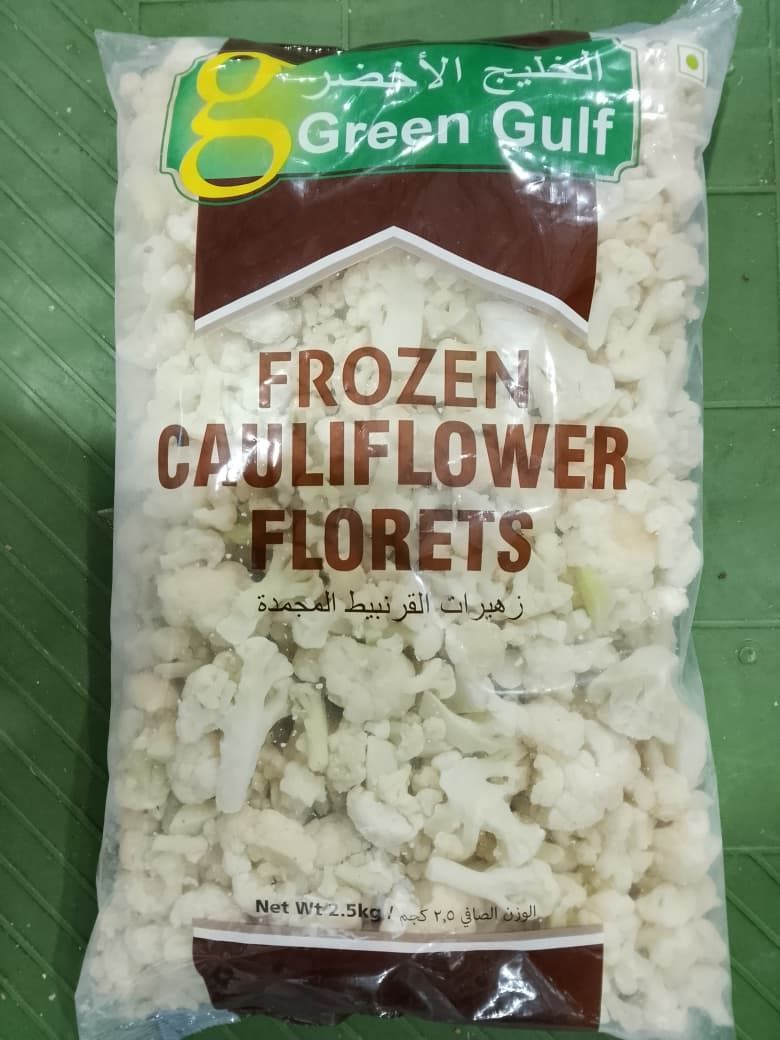 الخليج الأخضر
g Green Gulf
FROZEN
CAULIFLOWER
FLORETS
زهيرات القرنبيط المجمدة
Net Wt 2.5kg / الوزن الصافي ٢,٥ كجم